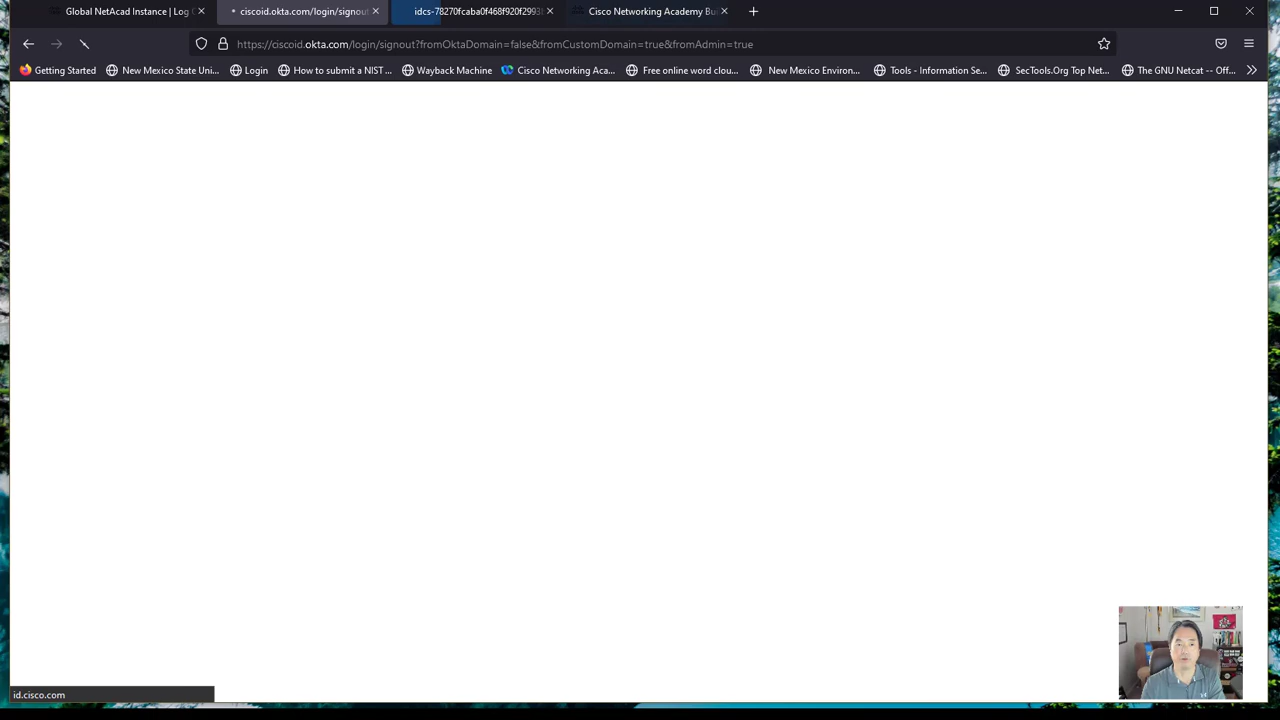 Global NetAcad Instance | Log
ciscoid.okta.com/login/signout
idcs-78270fcaba0f468f920f2993
Cisco Networking Academy Bu
https://ciscoid.okta.com/login/signout?fromOktaDomain=false&fromCustomDomain=true&fromAdmin=true
Getting Started
New Mexico State Uni...
Login
How to submit a NIST ...
Wayback Machine
Cisco Networking Aca...
Free online word clou...
New Mexico Environ...
Tools - Information Se...
SecTools.Org Top Net...
The GNU Netcat -- Off...
id.cisco.com